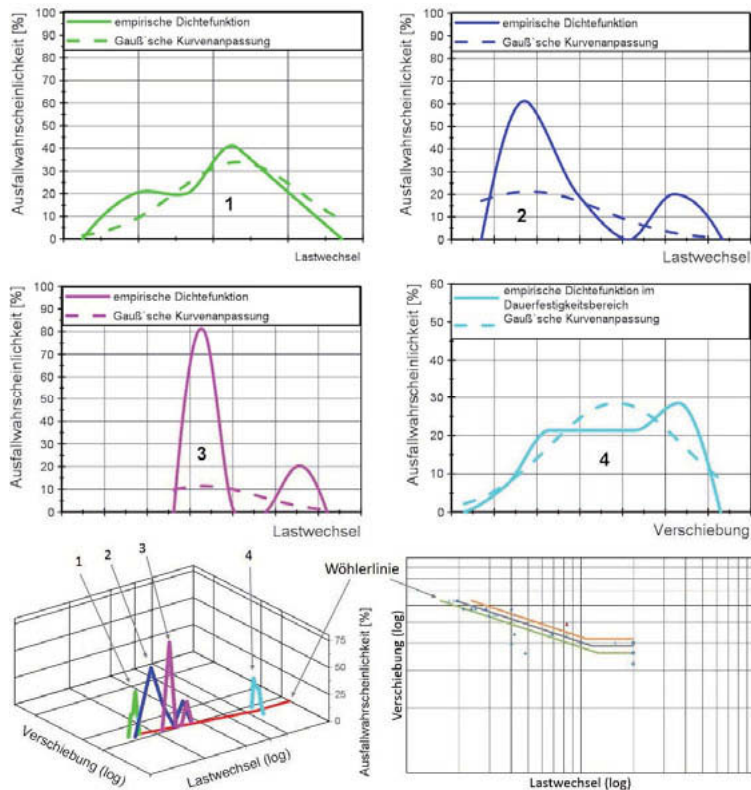 Ausfallwahrscheinlichkeit [%]
100
90
80
70
60
50
40
30
20
10
0
empirische Dichtefunktion
Gauß´sche Kurvenanpassung
1
Lastwechsel
Ausfallwahrscheinlichkeit [%]
100
90
80
70
60
50
40
30
20
10
0
empirische Dichtefunktion
Gauß´sche Kurvenanpassung
2
Lastwechsel
Ausfallwahrscheinlichkeit [%]
100
90
80
70
60
50
40
30
20
10
0
empirische Dichtefunktion
Gauß´sche Kurvenanpassung
3
Lastwechsel
Ausfallwahrscheinlichkeit [%]
60
50
40
30
20
10
0
empirische Dichtefunktion im
Dauerfestigkeitsbereich
Gauß´sche Kurvenanpassung
4
Verschiebung
1
2
3
4
Wöhlerlinie
75
50
25
0
Ausfallwahrscheinlichkeit [%]
Verschiebung (log)
Lastwechsel (log)
Verschiebung (log)
Lastwechsel (log)